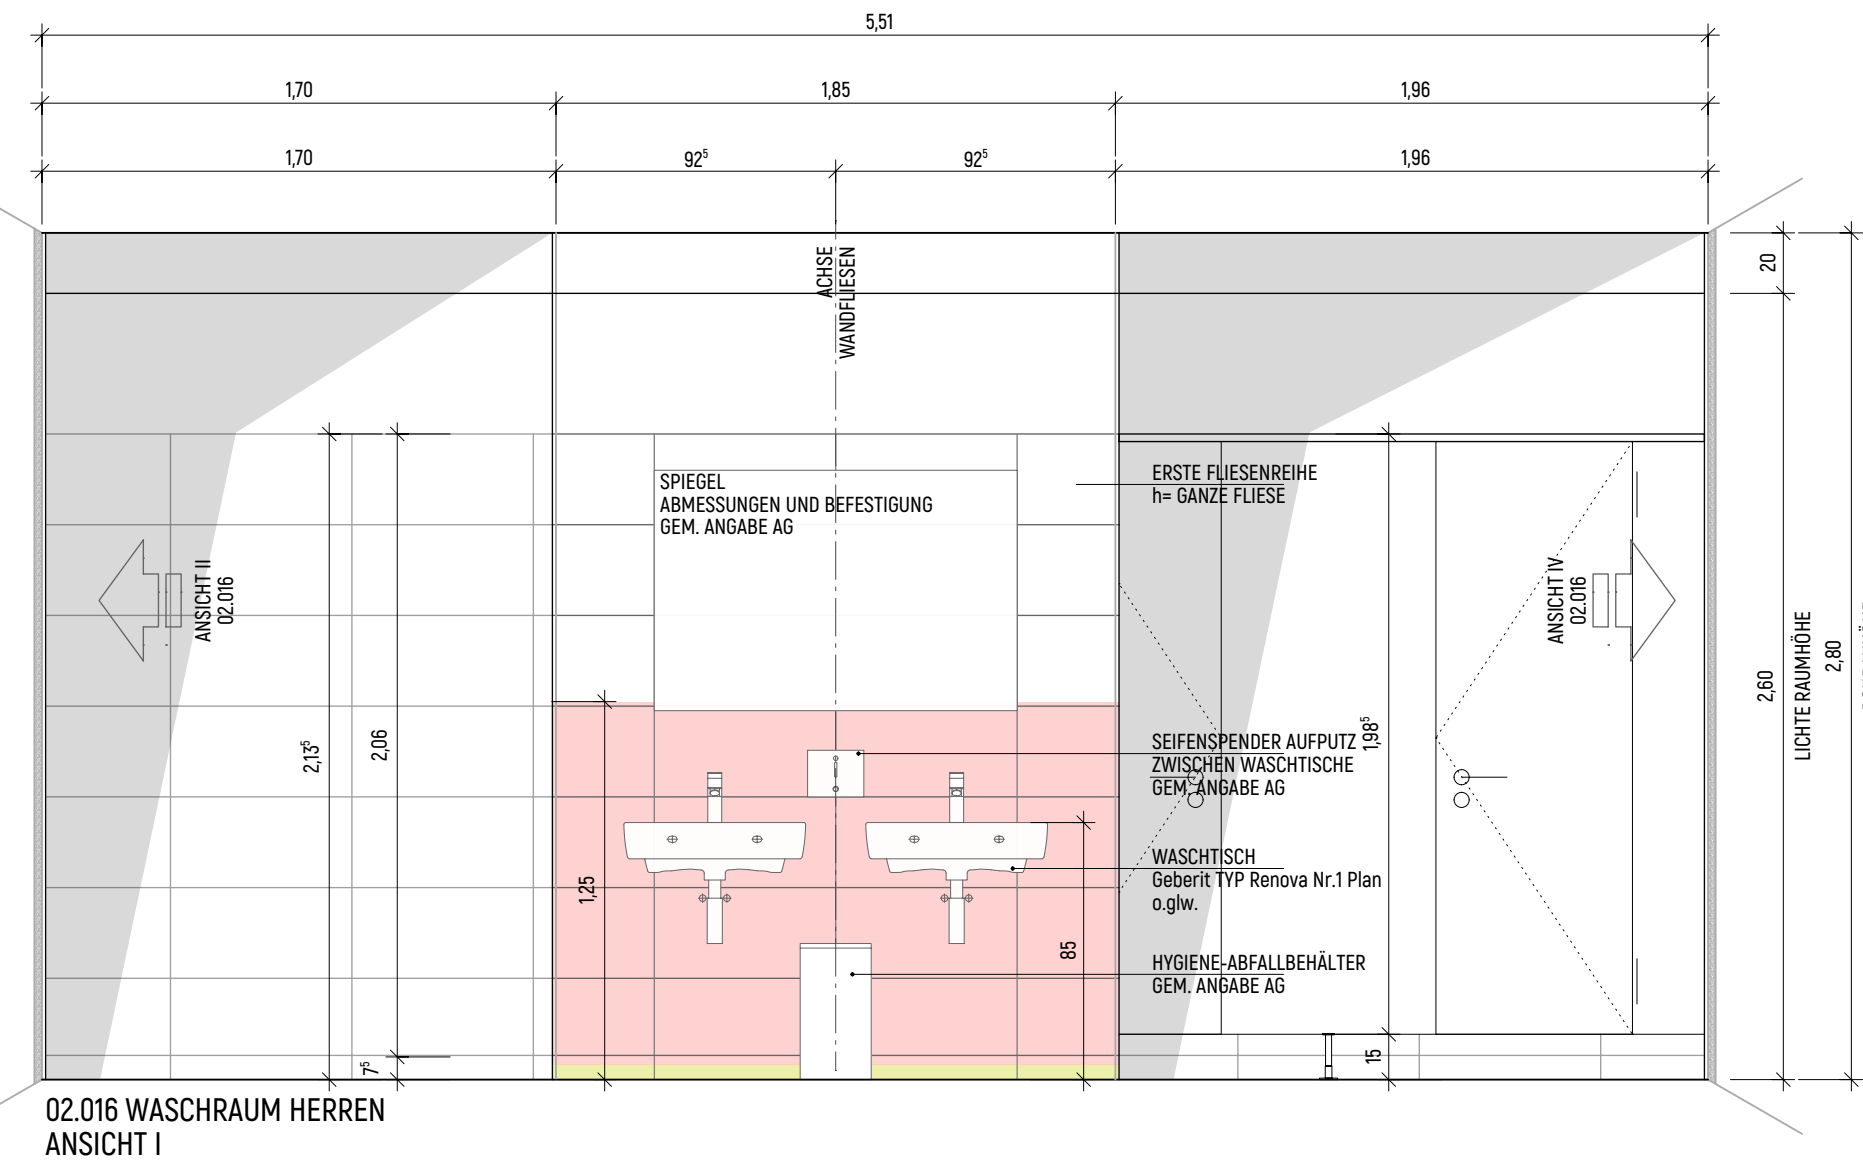 5,51
1,70
1,85
1,96
1,70
92⁵
92⁵
1,96
20
ACHSE
WANDFLIESEN
SPIEGEL
ABMESSUNGEN UND BEFESTIGUNG
GEM. ANGABE AG
ERSTE FLIESENREIHE
h= GANZE FLIESE
ANSICHT II
02.016
ANSICHT IV
02.016
2,13⁵
2,06
7⁵
1,25
85
1,98⁵
15
2,60
LICHTE RAUMHÖHE
2,80
SEIFENSPENDER AUFPUTZ
ZWISCHEN WASCHTISCHE
GEM. ANGABE AG
WASCHTISCH
Geberit TYP Renova Nr.1 Plan
o.glw.
HYGIENE-ABFALLBEHÄLTER
GEM. ANGABE AG
02.016 WASCHRAUM HERREN
ANSICHT I